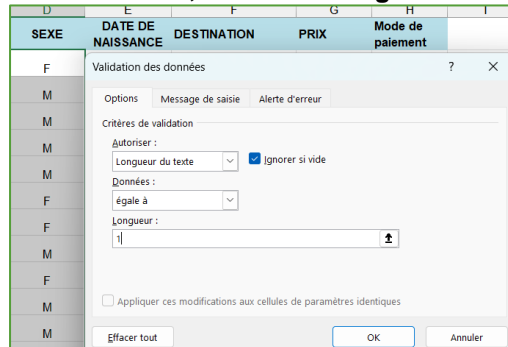 D E F G H I
SEXE DATE DE NAISSANCE DESTINATION PRIX Mode de paiement
F
Validation des données ? ×
M
Options Message de saisie Alerte d'erreur
M
Critères de validation
M
Autoriser :
Longueur du texte Ignorer si vide
M
Données :
F
égale à
F
Longueur :
1
M
F
M
Appliquer ces modifications aux cellules de paramètres identiques
M
Effacer tout OK Annuler